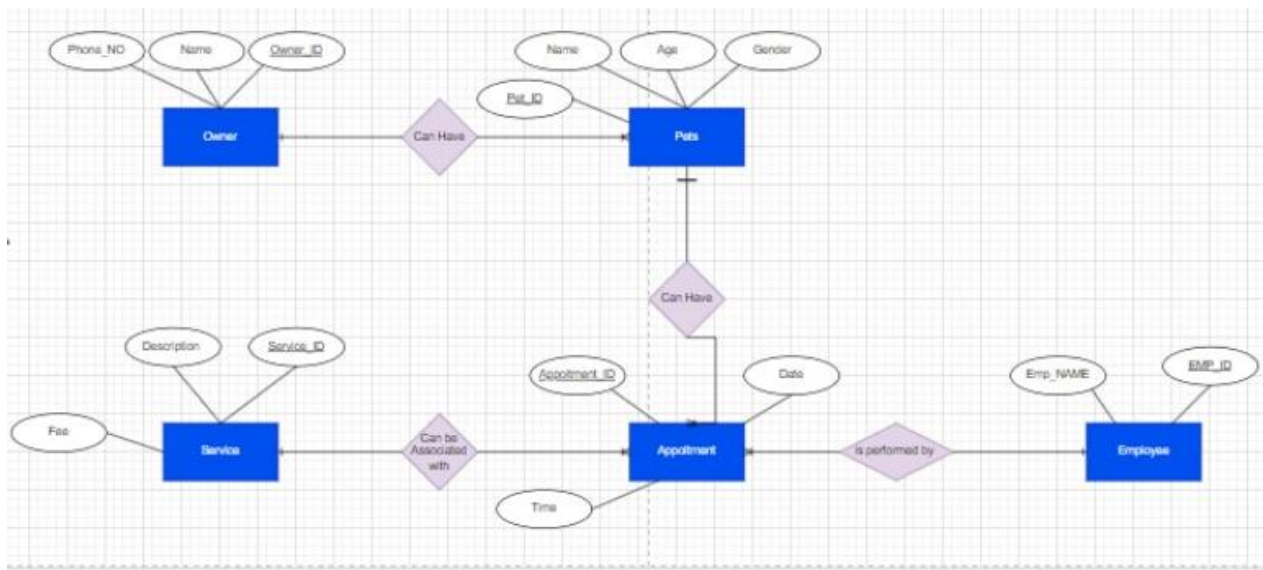 Phone_NO
Name
Owner_ID
Name
Age
Gender
Pet_ID
Owner
Can Have
Pets
Can Have
Description
Service_ID
Appoitment_ID
Date
Emp_NAME
EMP_ID
Fee
Service
Can be
Associated
with
Appoitment
Is performed by
Employee
Time